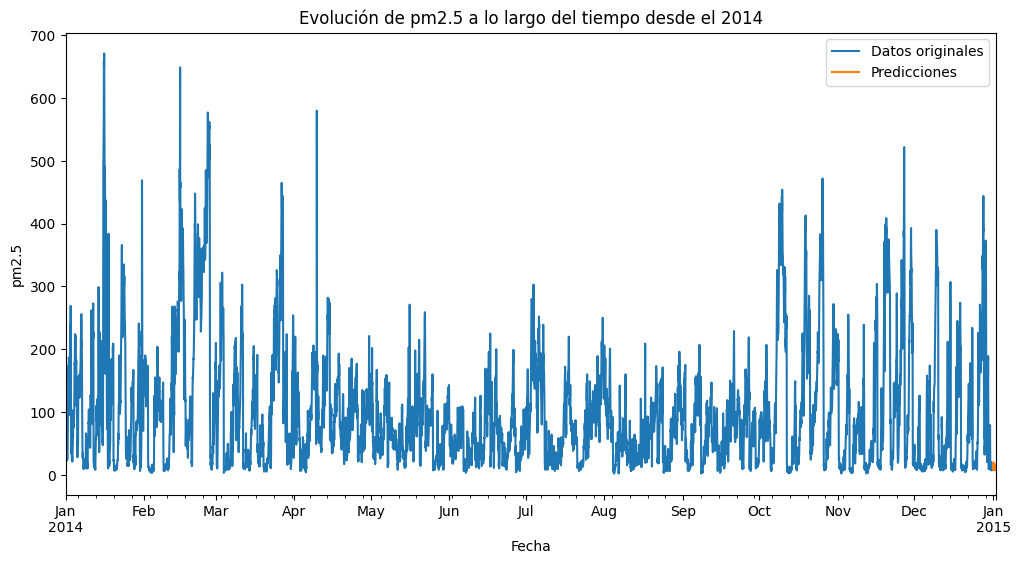 Evolución de pm2.5 a lo largo del tiempo desde el 2014
Datos originales
Predicciones
pm2.5
700
600
500
400
300
200
100
0
Jan Feb Mar Apr May Jun Jul Aug Sep Oct Nov Dec Jan
2014 2015
Fecha